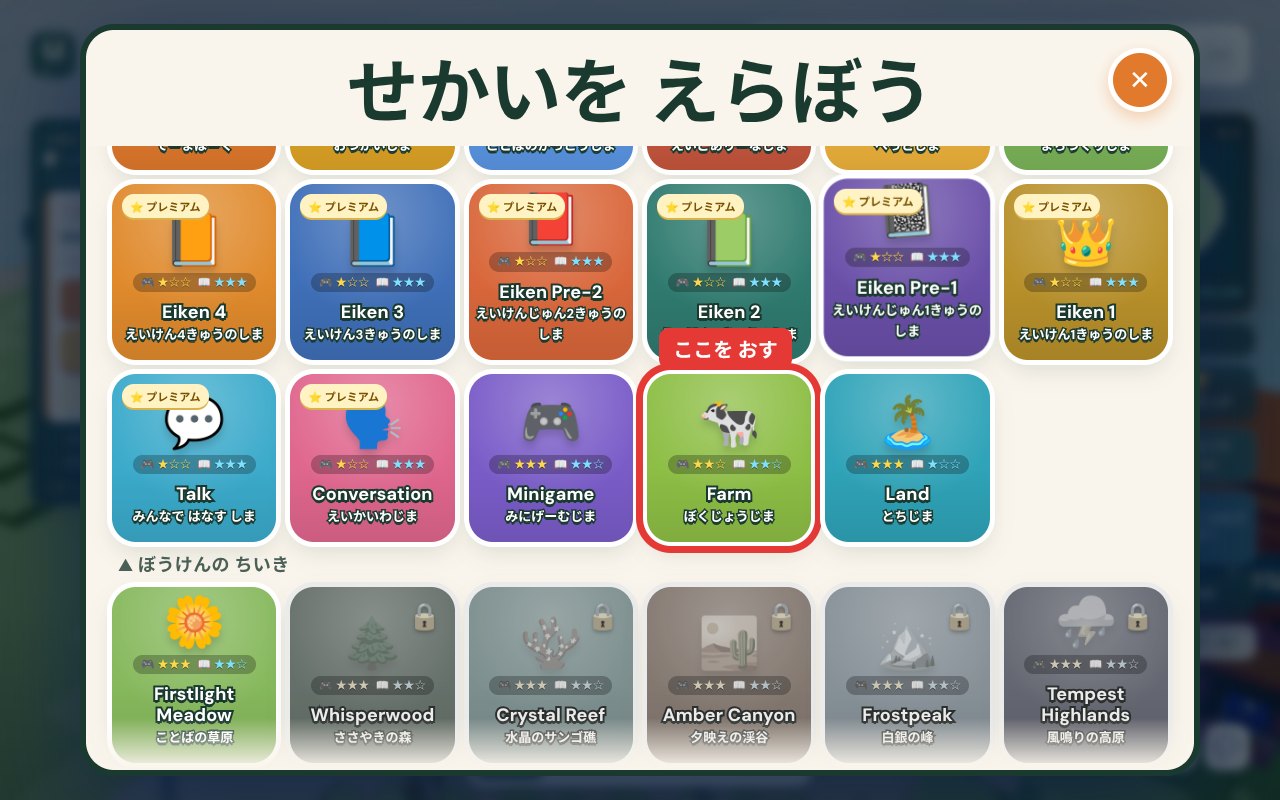 せかいを えらぼう
プレミアム
プレミアム
プレミアム
プレミアム
プレミアム
プレミアム
Eiken 4
えいけん4きゅうのしま
Eiken 3
えいけん3きゅうのしま
Eiken Pre-2
えいけんじゅん2きゅうの
しま
Eiken 2
Eiken Pre-1
えいけんじゅん1きゅうの
しま
Eiken 1
えいけん1きゅうのしま
ここを おす
プレミアム
Talk
みんなで はなす しま
プレミアム
Conversation
えいかいわじま
Minigame
みにげーむじま
Farm
ぼくじょうじま
Land
とちじま
▲ ぼうけんの ちいき
Firstlight
Meadow
ことばの草原
Whisperwood
ささやきの森
Crystal Reef
水晶のサンゴ礁
Amber Canyon
夕映えの渓谷
Frostpeak
白銀の峰
Tempest
Highlands
風鳴りの高原